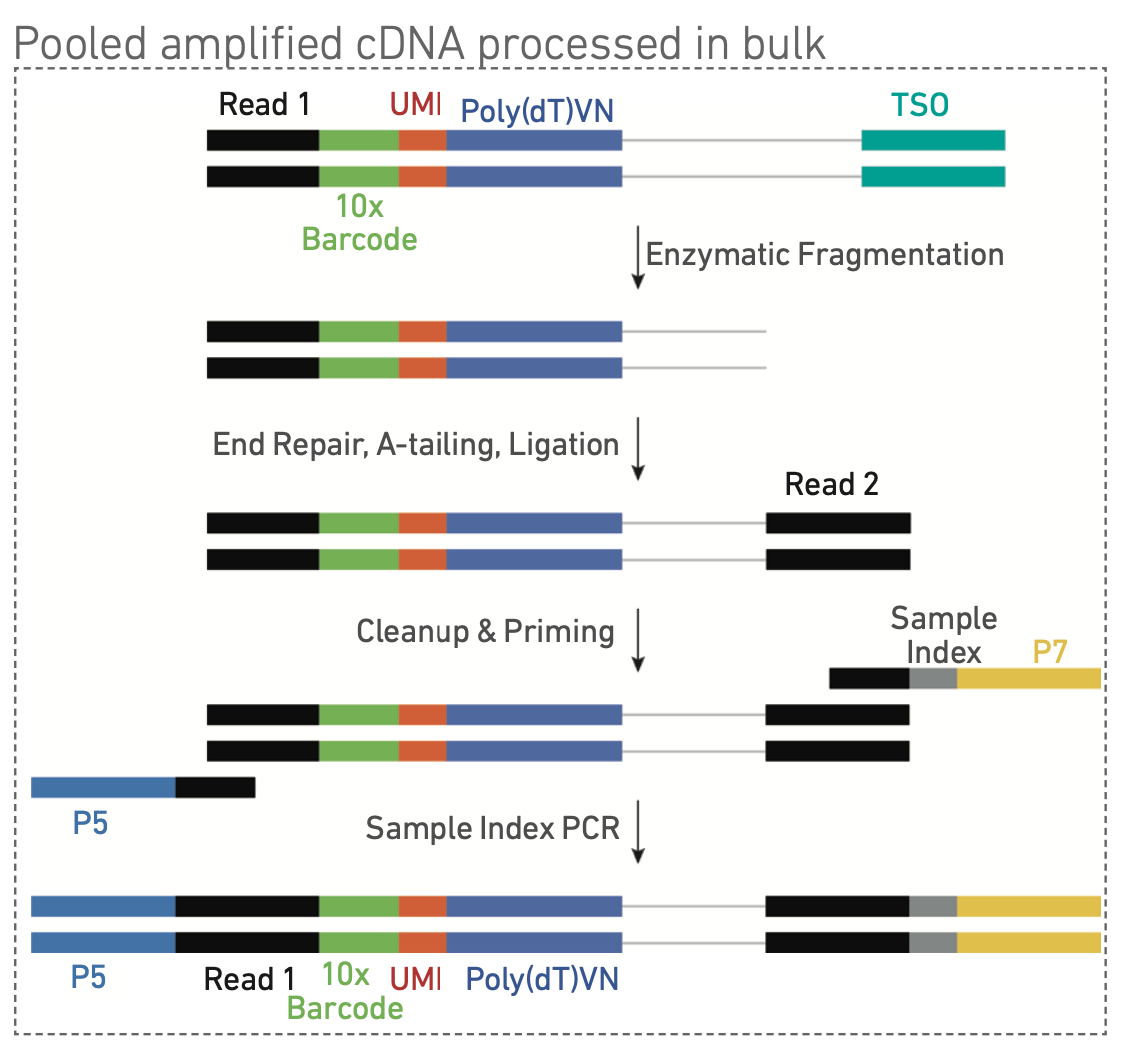 Pooled amplified cDNA processed in bulk
Read 1
UMI
Poly(dT)VN
TSO
10x
Barcode
Enzymatic Fragmentation
End Repair, A-tailing, Ligation
Read 2
Cleanup & Priming
Sample
Index
P7
P5
Sample Index PCR
P5
Read 1
10x
Barcode
UMI
Poly(dT)VN